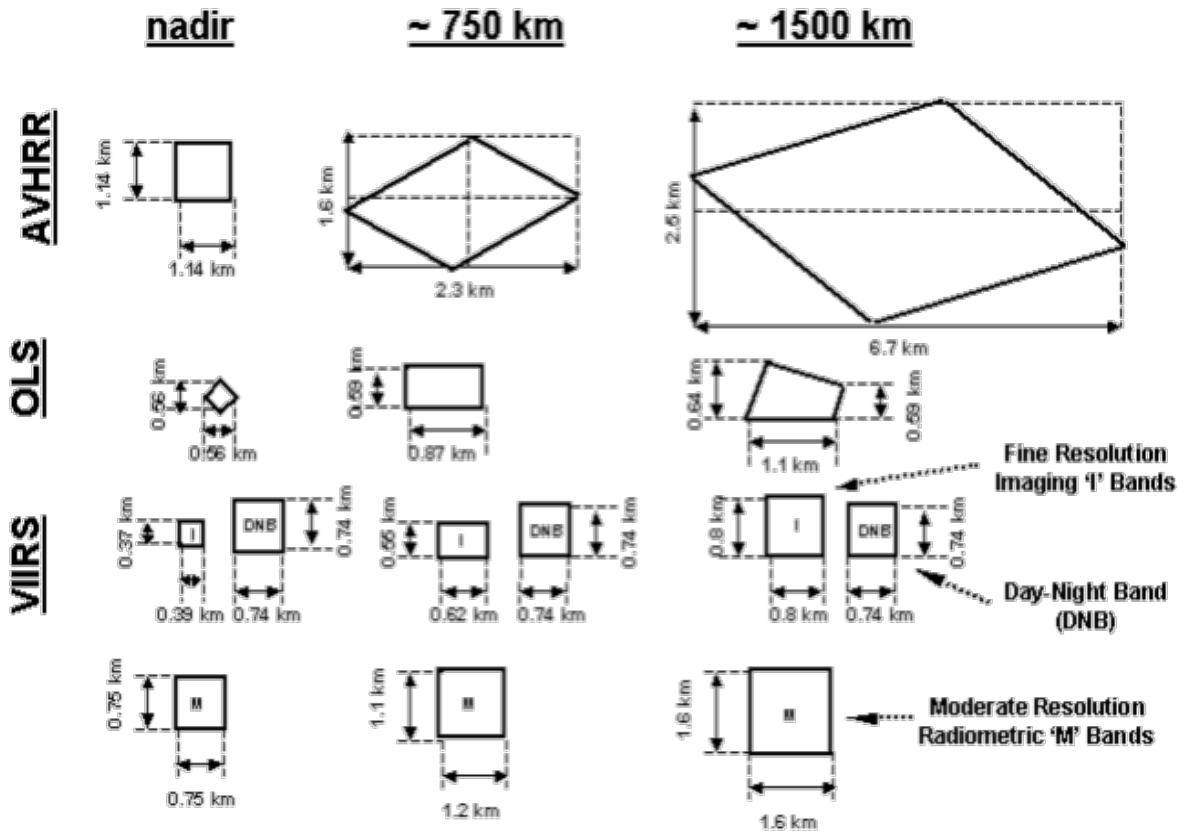 nadir
~ 750 km
~ 1500 km
AVHRR
1.14 km
1.14 km
1.6 km
2.3 km
2.5 km
6.7 km
OLS
0.56 km
0.56 km
0.59 km
0.87 km
0.64 km
1.1 km
0.59 km
Fine Resolution
Imaging ‘I’ Bands
VIIRS
0.37 km
I
0.39 km
DNB
0.74 km
0.74 km
0.55 km
I
0.62 km
DNB
0.74 km
0.74 km
0.8 km
I
0.8 km
DNB
0.74 km
0.74 km
Day-Night Band
(DNB)
0.75 km
M
0.75 km
1.1 km
M
1.2 km
1.6 km
M
1.6 km
Moderate Resolution
Radiometric ‘M’ Bands